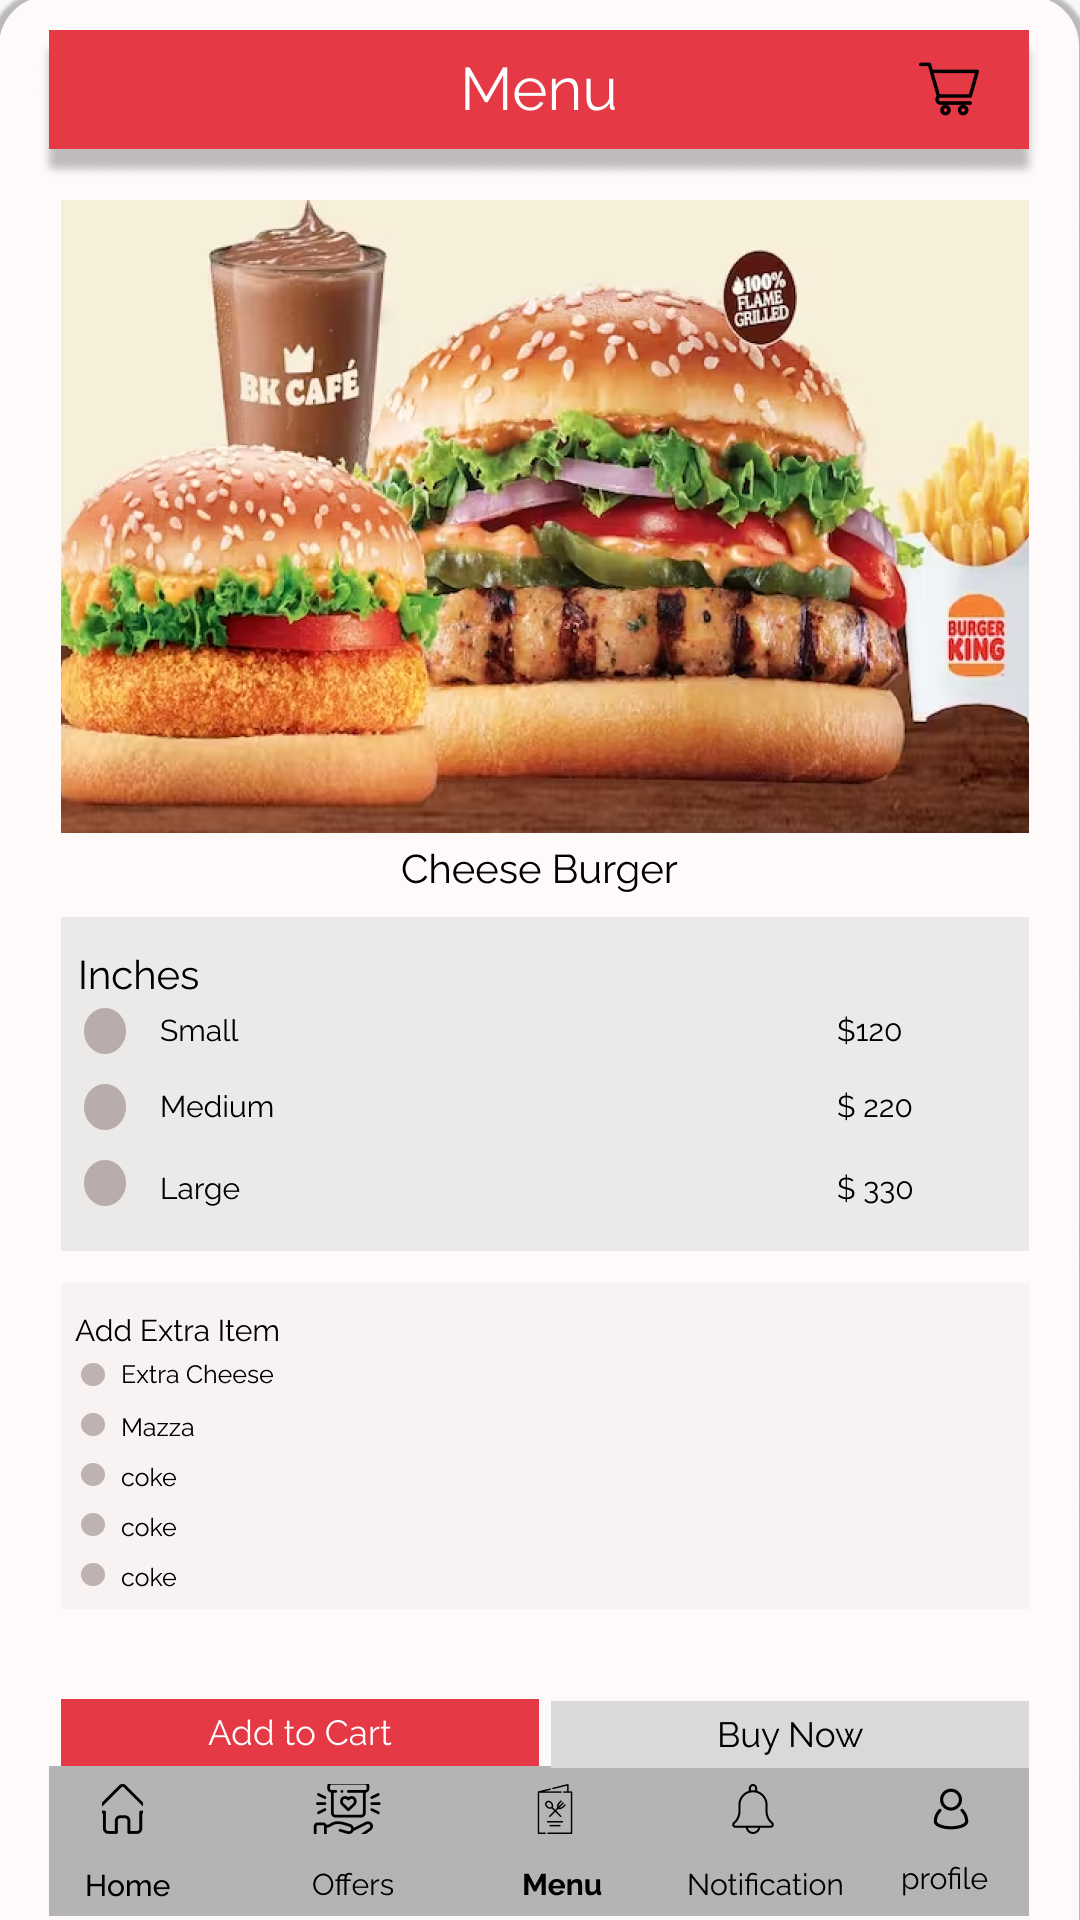 Menu
100%
FLAME
GRILLED
BK CAFÉ
BURGER
KING
Cheese Burger
Inches
Small $120
Medium $ 220
Large $ 330
Add Extra Item
Extra Cheese
Mazza
coke
coke
coke
Add to Cart Buy Now
Home Offers Menu Notification profile